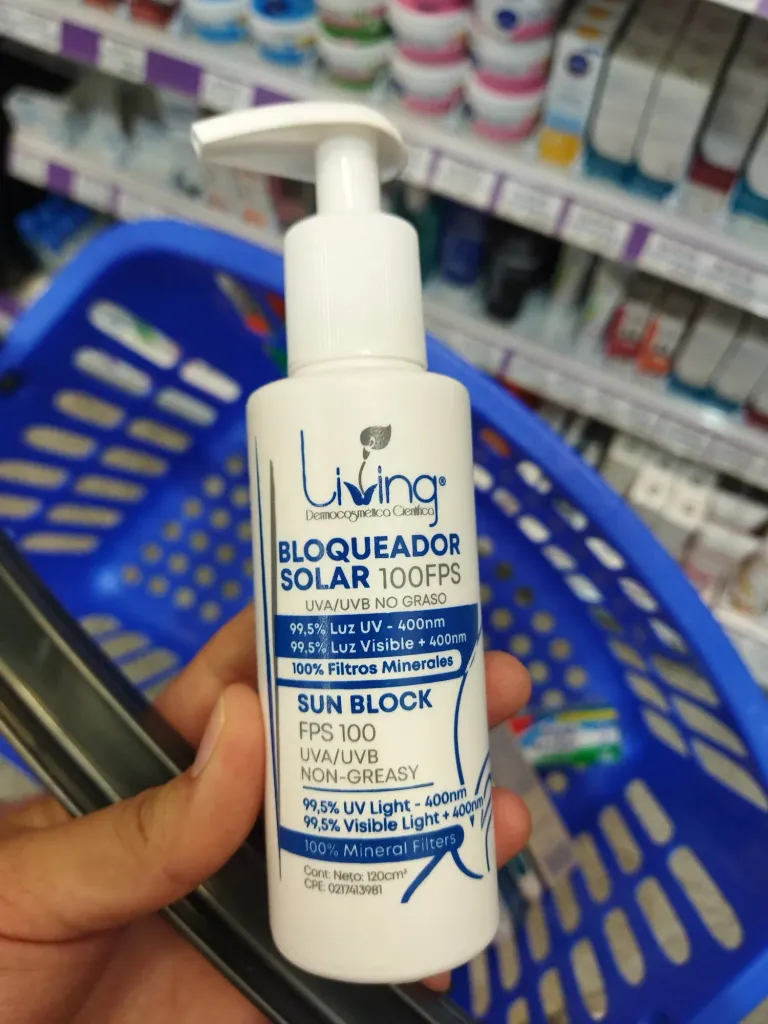 Living®
Dermocosmética Científica
BLOQUEADOR
SOLAR 100FPS
UVA/UVB NO GRASO
99,5% Luz UV - 400nm
99,5% Luz Visible + 400nm
100% Filtros Minerales
SUN BLOCK
FPS 100
UVA/UVB
NON-GREASY
99,5% UV Light - 400nm
99,5% Visible Light + 400nm
100% Mineral Filters
Cont. Neto: 120cm³
CPE: 0217413981